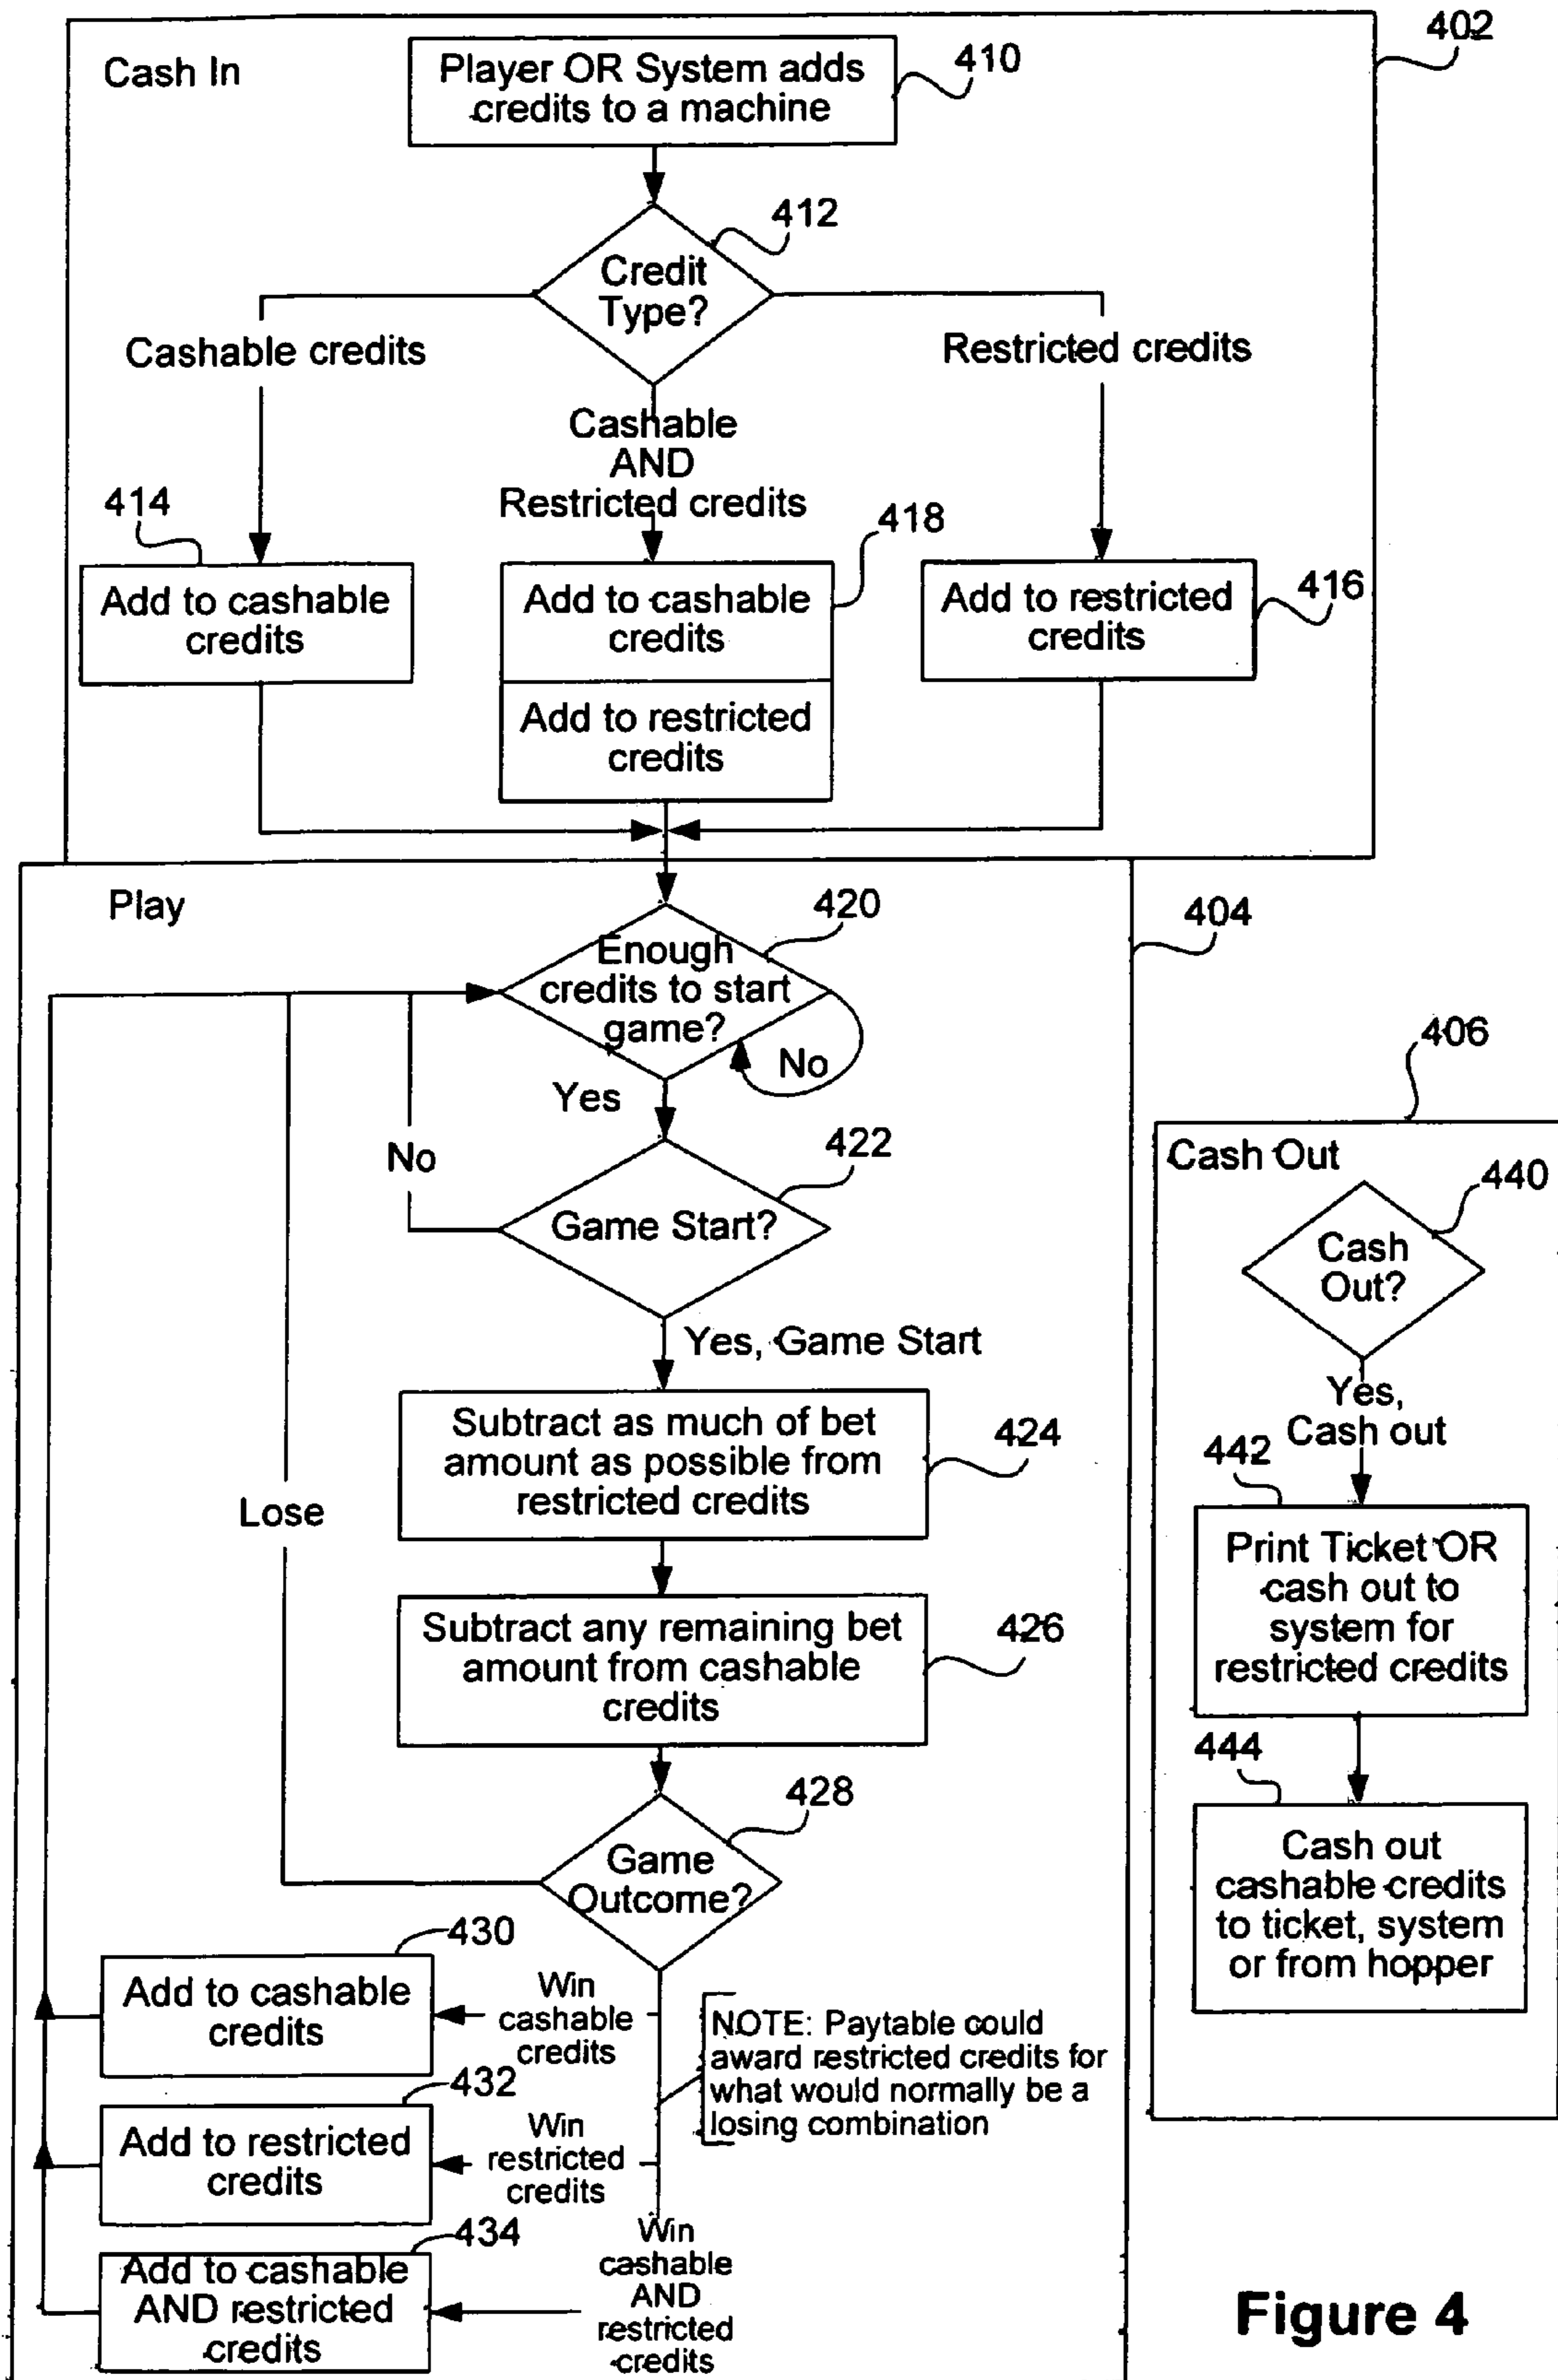 402
Cash In
Player OR System adds
credits to a machine
410
412
Credit
Type?
Cashable credits
Restricted credits
Cashable
AND
Restricted credits
414
418
416
Add to cashable
credits
Add to cashable
credits
Add to restricted
credits
Add to restricted
credits
Play
420
404
Enough
credits to start
game?
No
Yes
422
No
Game Start?
Yes, Game Start
Subtract as much of bet
amount as possible from
restricted credits
424
Lose
Subtract any remaining bet
amount from cashable
credits
426
428
Game
Outcome?
430
Add to cashable
credits
Win
cashable
credits
NOTE: Paytable could
award restricted credits for
what would normally be a
losing combination
432
Add to restricted
credits
Win
restricted
credits
434
Add to cashable
AND restricted
credits
Win
cashable
AND
restricted
credits
406
Cash Out
440
Cash
Out?
Yes,
Cash out
442
Print Ticket OR
cash out to
system for
restricted credits
444
Cash out
cashable credits
to ticket, system
or from hopper
Figure 4